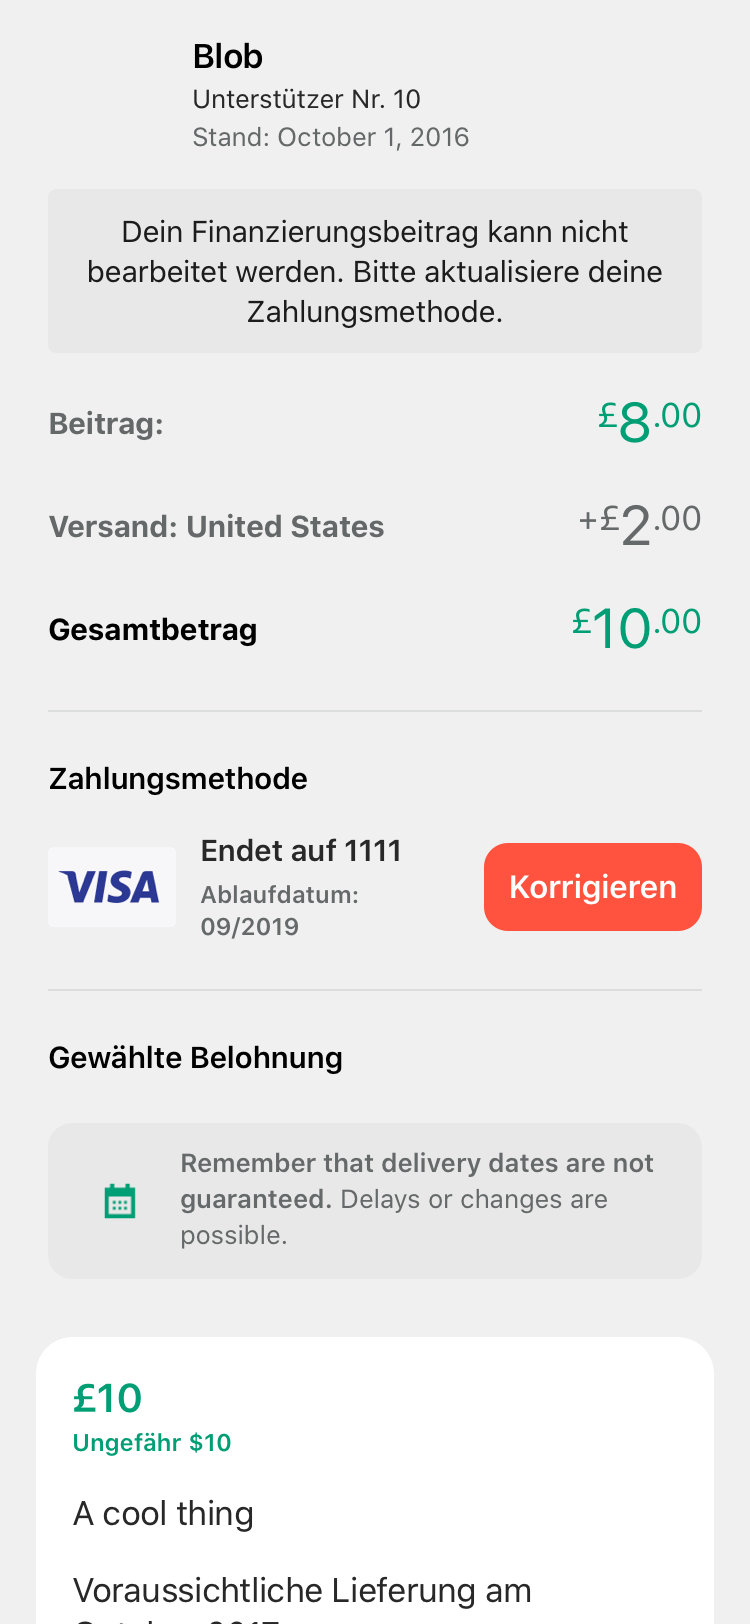 Blob
Unterstützer Nr. 10
Stand: October 1, 2016
Dein Finanzierungsbeitrag kann nicht
bearbeitet werden. Bitte aktualisiere deine
Zahlungsmethode.
Beitrag: £8.00
Versand: United States +£2.00
Gesamtbetrag £10.00
Zahlungsmethode
VISA
Endet auf 1111
Ablaufdatum:
09/2019
Korrigieren
Gewählte Belohnung
Remember that delivery dates are not
guaranteed. Delays or changes are
possible.
£10
Ungefähr $10
A cool thing
Voraussichtliche Lieferung am